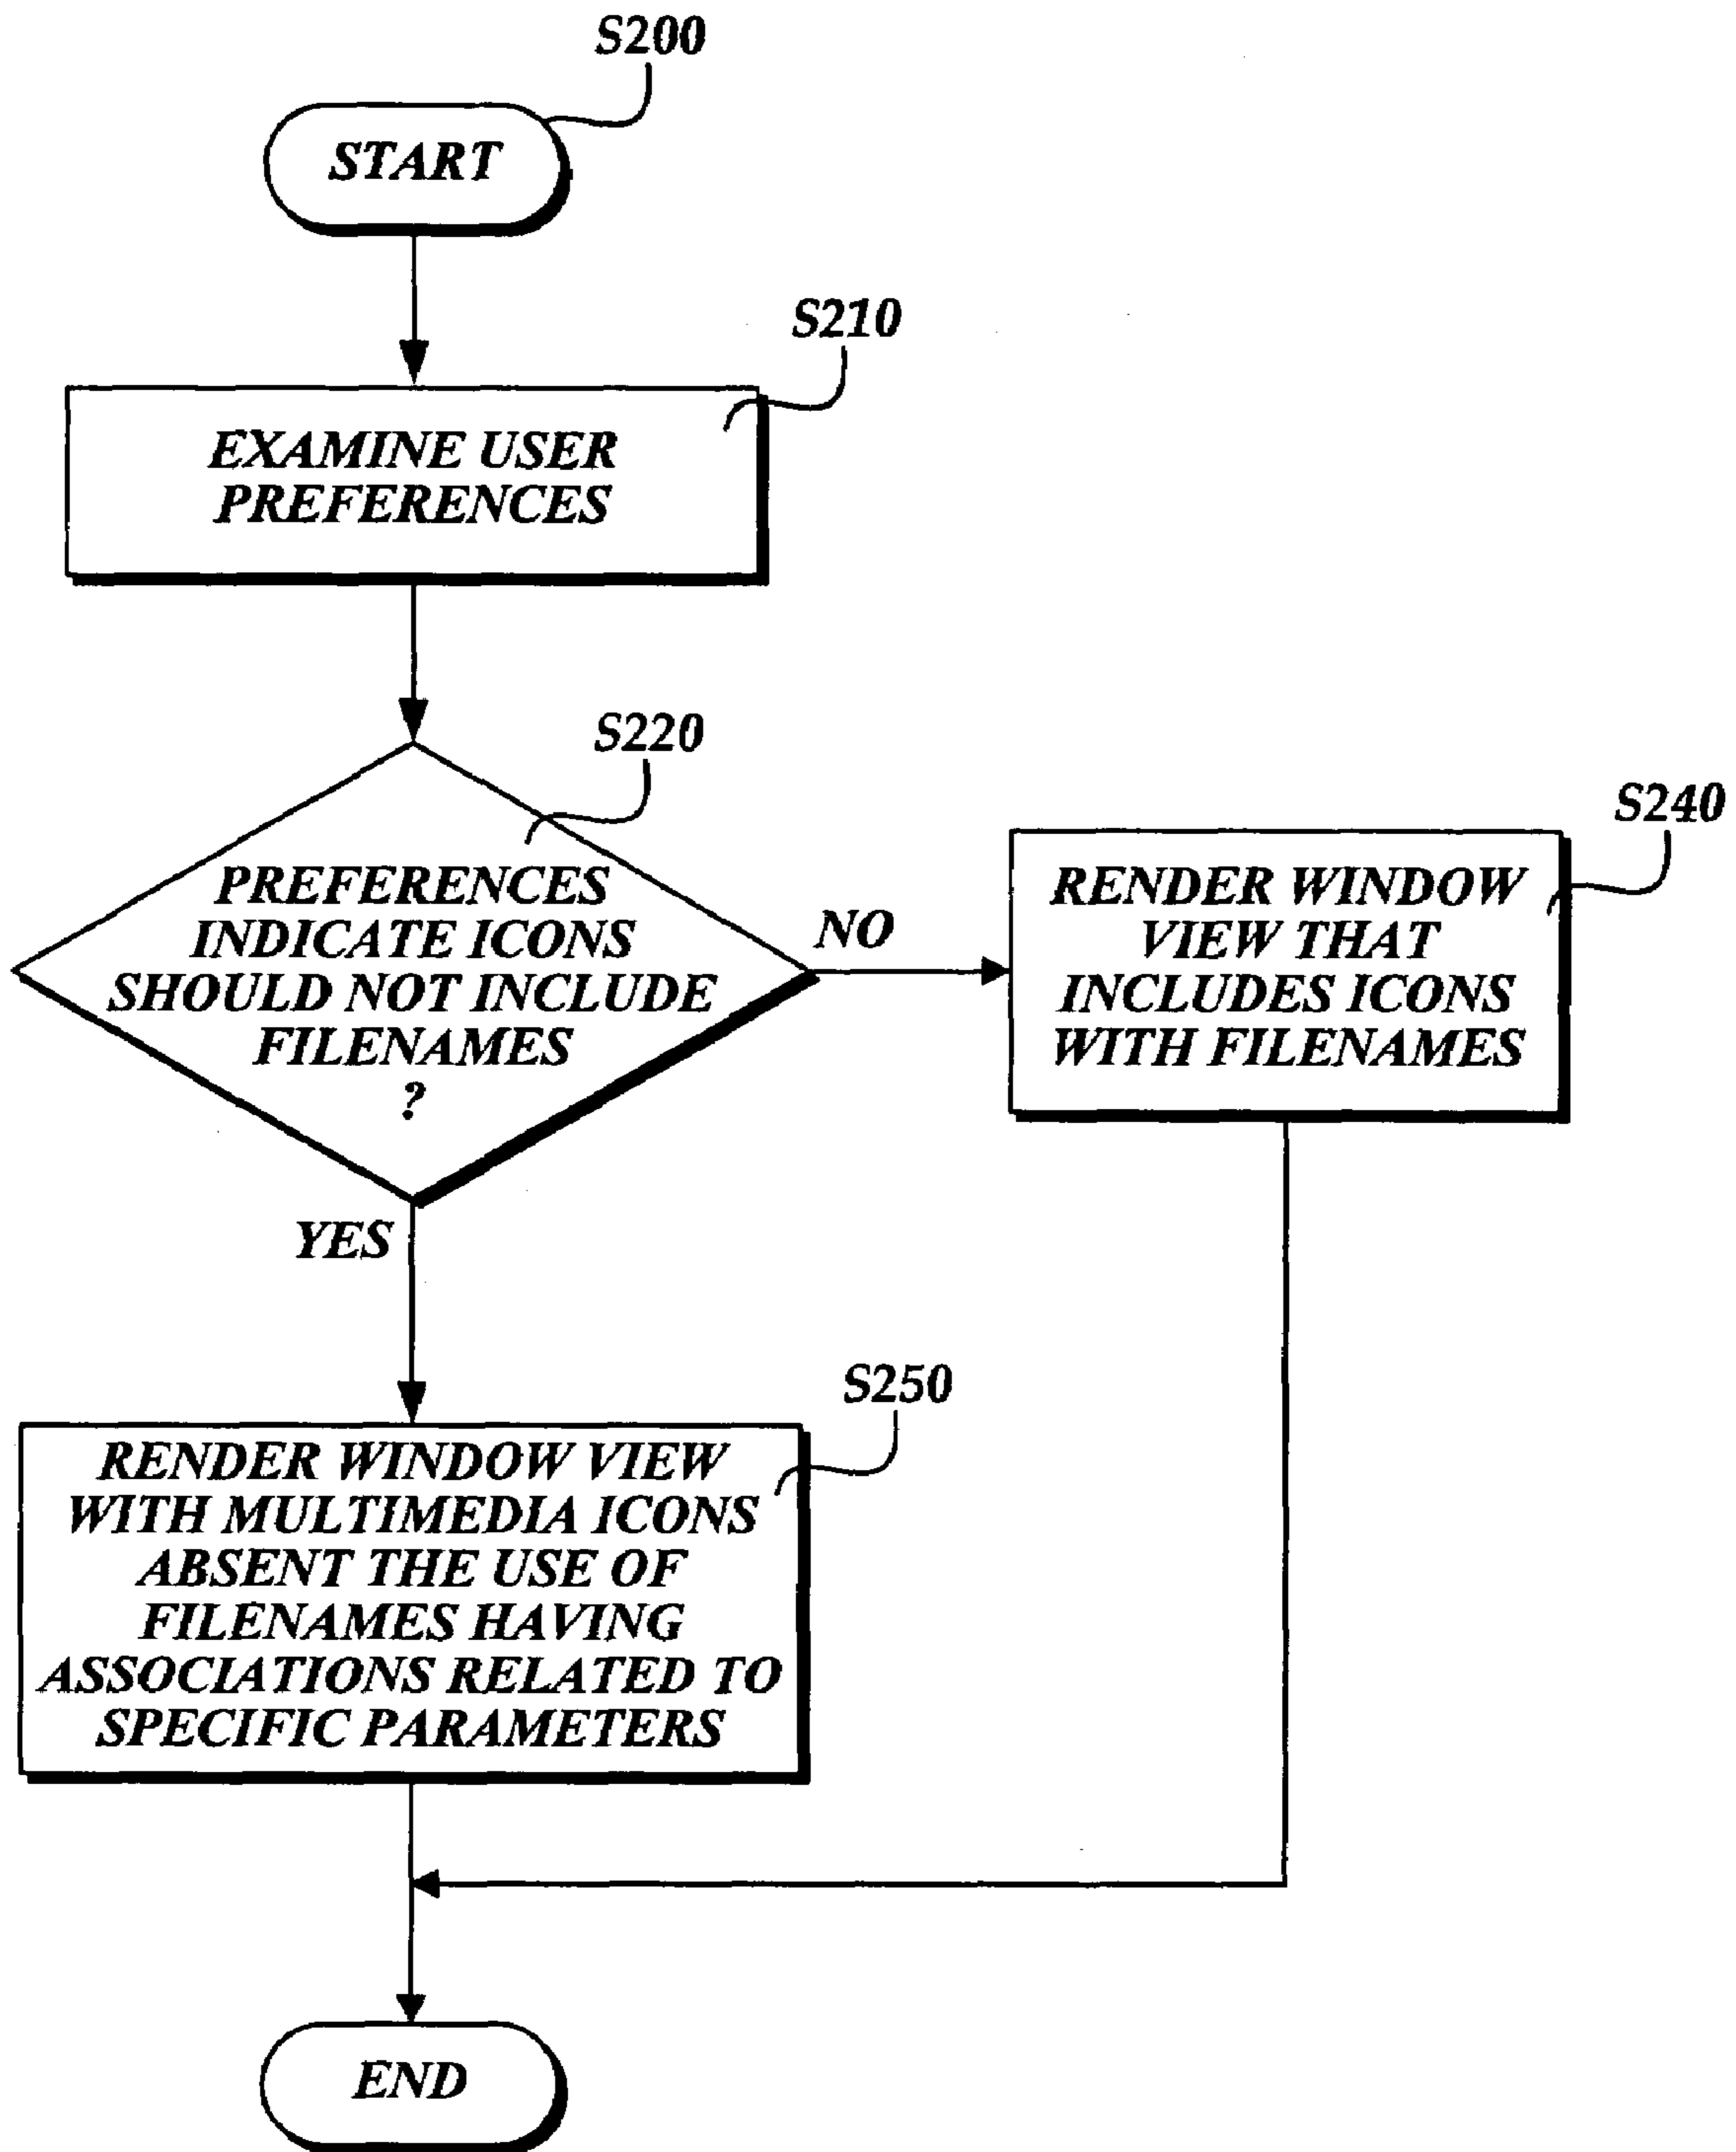 S200
START
S210
EXAMINE USER
PREFERENCES
S220
PREFERENCES
INDICATE ICONS
SHOULD NOT INCLUDE
FILENAMES
?
NO
S240
RENDER WINDOW
VIEW THAT
INCLUDES ICONS
WITH FILENAMES
YES
S250
RENDER WINDOW VIEW
WITH MULTIMEDIA ICONS
ABSENT THE USE OF
FILENAMES HAVING
ASSOCIATIONS RELATED TO
SPECIFIC PARAMETERS
END